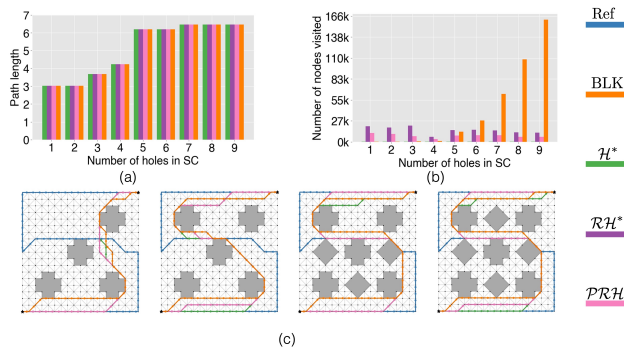 7
6
5
4
3
2
1
0
Path length
1 2 3 4 5 6 7 8 9
Number of holes in SC
(a)
166k
138k
110k
83k
55k
27k
0k
Number of nodes visited
1 2 3 4 5 6 7 8 9
Number of holes in SC
(b)
Ref
BLK
H*
RH*
PRH
(c)